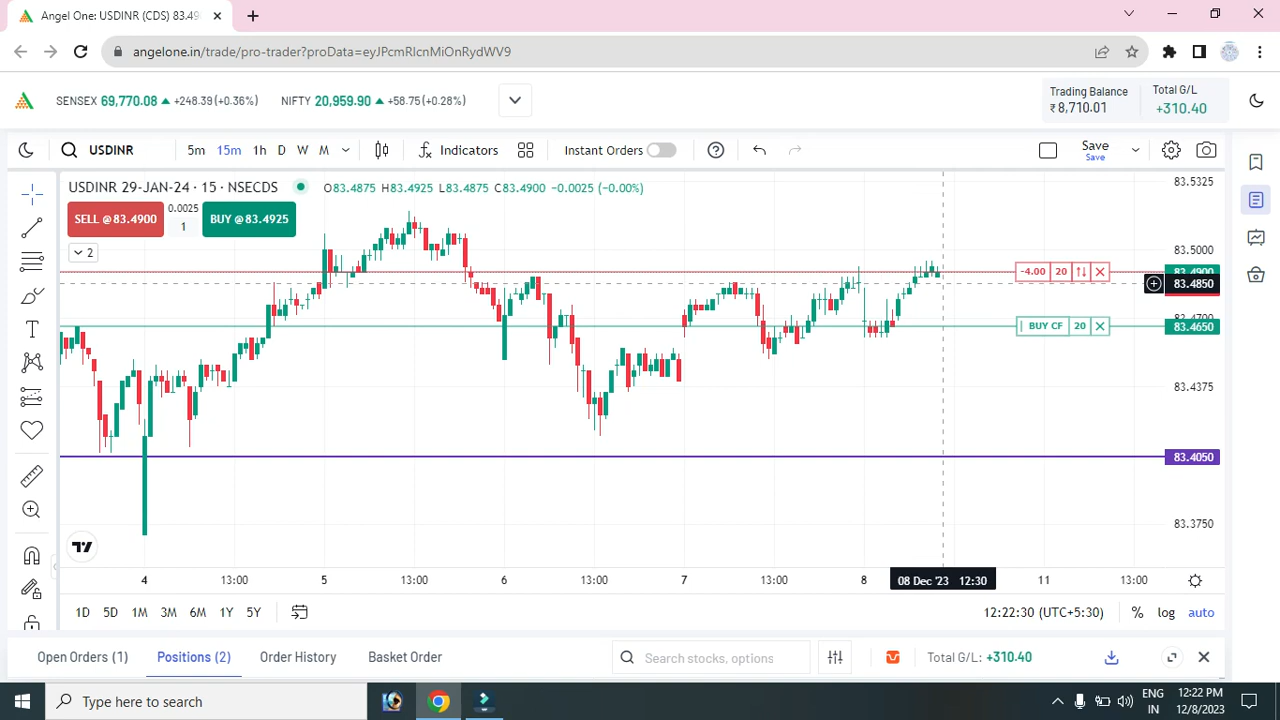 Angel One: USDINR (CDS) 83.49
angelone.in/trade/pro-trader?proData=eyJPcmRlcnMiOnRydWV9
SENSEX 69,770.08 +248.39(+0.36%) NIFTY 20,959.90 +58.75(+0.28%)
Trading Balance
₹ 8,710.01
Total G/L
+310.40
USDINR 5m 15m 1h D W M Indicators Instant Orders Save
Save
USDINR 29-JAN-24 · 15 · NSECDS O83.4875 H83.4925 L83.4875 C83.4900 -0.0025 (-0.00%)
SELL @ 83.4900 0.0025 1 BUY @ 83.4925
2
83.5325
83.5000
-4.00 20 83.4900
83.4850
BUY CF 20 83.4650
83.4375
83.4050
83.3750
4 13:00 5 13:00 6 13:00 7 13:00 8 08 Dec '23 12:30 11 13:00
1D 5D 1M 3M 6M 1Y 5Y 12:22:30 (UTC+5:30) % log auto
Open Orders (1) Positions (2) Order History Basket Order Search stocks, options Total G/L: +310.40
Type here to search
ENG
IN
12:22 PM
12/8/2023